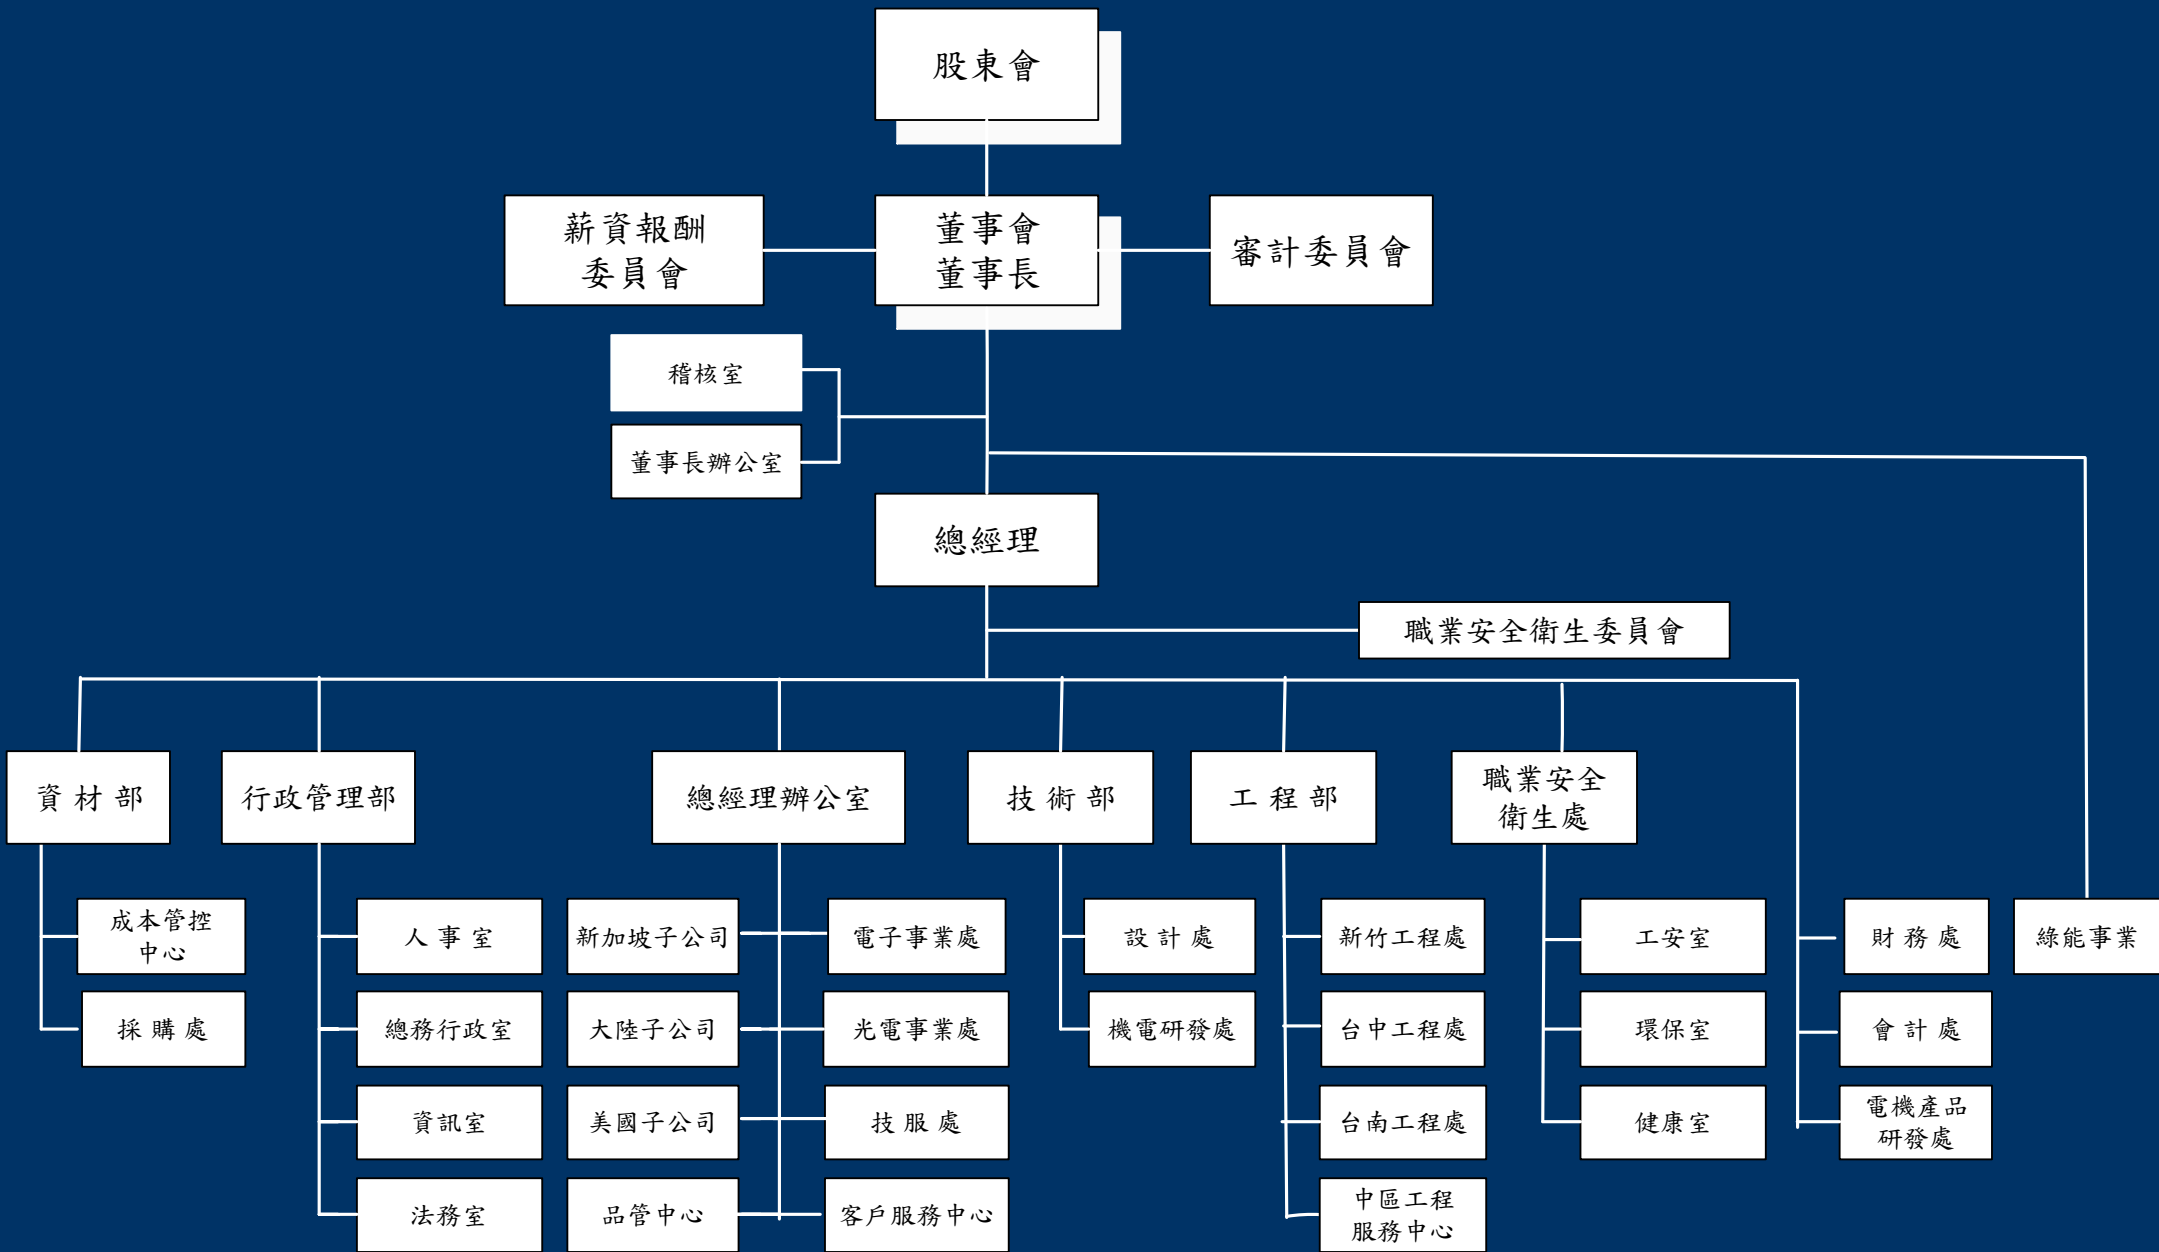 股東會
薪資報酬
委員會
董事會
董事長
審計委員會
稽核室
董事長辦公室
總經理
職業安全衛生委員會
資材部
行政管理部
總經理辦公室
技術部
工程部
職業安全
衛生處
成本管控
中心
人事室
新加坡子公司
電子事業處
設計處
新竹工程處
工安室
財務處
綠能事業
採購處
總務行政室
大陸子公司
光電事業處
機電研發處
台中工程處
環保室
會計處
資訊室
美國子公司
技服處
台南工程處
健康室
電機產品
研發處
法務室
品管中心
客戶服務中心
中區工程
服務中心